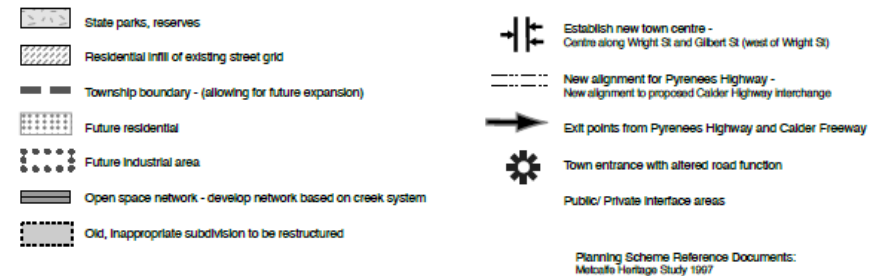 State parks, reserves
Residential infill of existing street grid
Township boundary - (allowing for future expansion)
Future residential
Future industrial area
Open space network - develop network based on creek system
Old, inappropriate subdivision to be restructured
Establish new town centre -
Centre along Wright St and Gilbert St (west of Wright St)
New alignment for Pyrenees Highway -
New alignment to proposed Calder Highway interchange
Exit points from Pyrenees Highway and Calder Freeway
Town entrance with altered road function
Public/ Private interface areas
Planning Scheme Reference Documents:
Metcalfe Heritage Study 1997